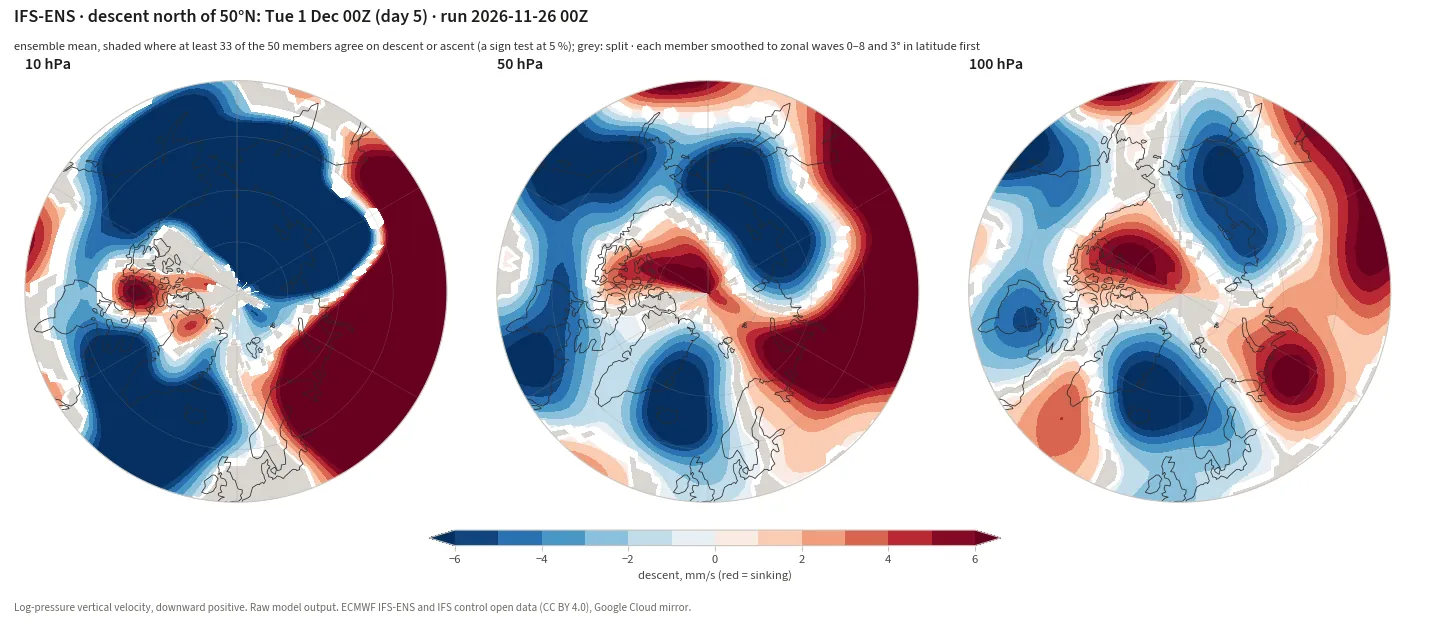 IFS-ENS · descent north of 50°N: Tue 1 Dec 00Z (day 5) · run 2026-11-26 00Z
ensemble mean, shaded where at least 33 of the 50 members agree on descent or ascent (a sign test at 5 %); grey: split · each member smoothed to zonal waves 0–8 and 3° in latitude first
10 hPa
50 hPa
100 hPa
−6 −4 −2 0 2 4 6
descent, mm/s (red = sinking)
Log-pressure vertical velocity, downward positive. Raw model output. ECMWF IFS-ENS and IFS control open data (CC BY 4.0), Google Cloud mirror.